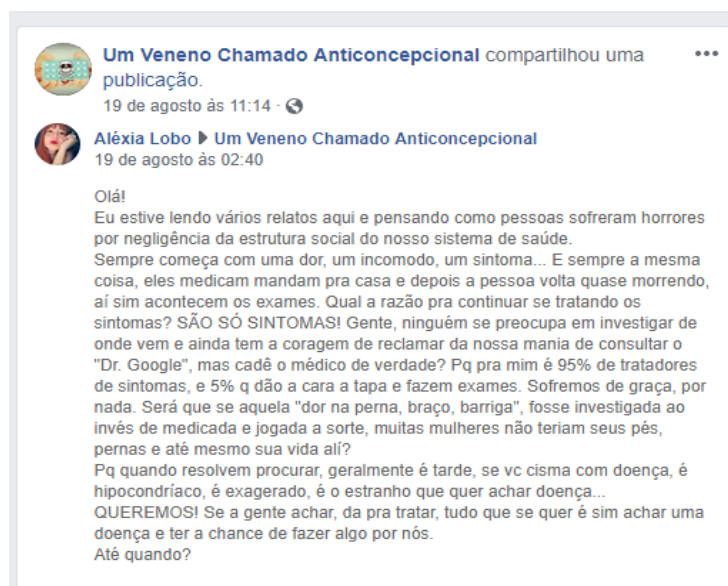 Um Veneno Chamado Anticoncepcional compartilhou uma
publicação.
19 de agosto às 11:14 ·
Aléxia Lobo ▶ Um Veneno Chamado Anticoncepcional
19 de agosto às 02:40
Olá!
Eu estive lendo vários relatos aqui e pensando como pessoas sofreram horrores
por negligência da estrutura social do nosso sistema de saúde.
Sempre começa com uma dor, um incomodo, um sintoma... E sempre a mesma
coisa, eles medicam mandam pra casa e depois a pessoa volta quase morrendo,
aí sim acontecem os exames. Qual a razão pra continuar se tratando os
sintomas? SÃO SÓ SINTOMAS! Gente, ninguém se preocupa em investigar de
onde vem e ainda tem a coragem de reclamar da nossa mania de consultar o
"Dr. Google", mas cadê o médico de verdade? Pq pra mim é 95% de tratadores
de sintomas, e 5% q dão a cara a tapa e fazem exames. Sofremos de graça, por
nada. Será que se aquela "dor na perna, braço, barriga", fosse investigada ao
invés de medicada e jogada a sorte, muitas mulheres não teriam seus pés,
pernas e até mesmo sua vida alí?
Pq quando resolvem procurar, geralmente é tarde, se vc cisma com doença, é
hipocondríaco, é exagerado, é o estranho que quer achar doença...
QUEREMOS! Se a gente achar, da pra tratar, tudo que se quer é sim achar uma
doença e ter a chance de fazer algo por nós.
Até quando?